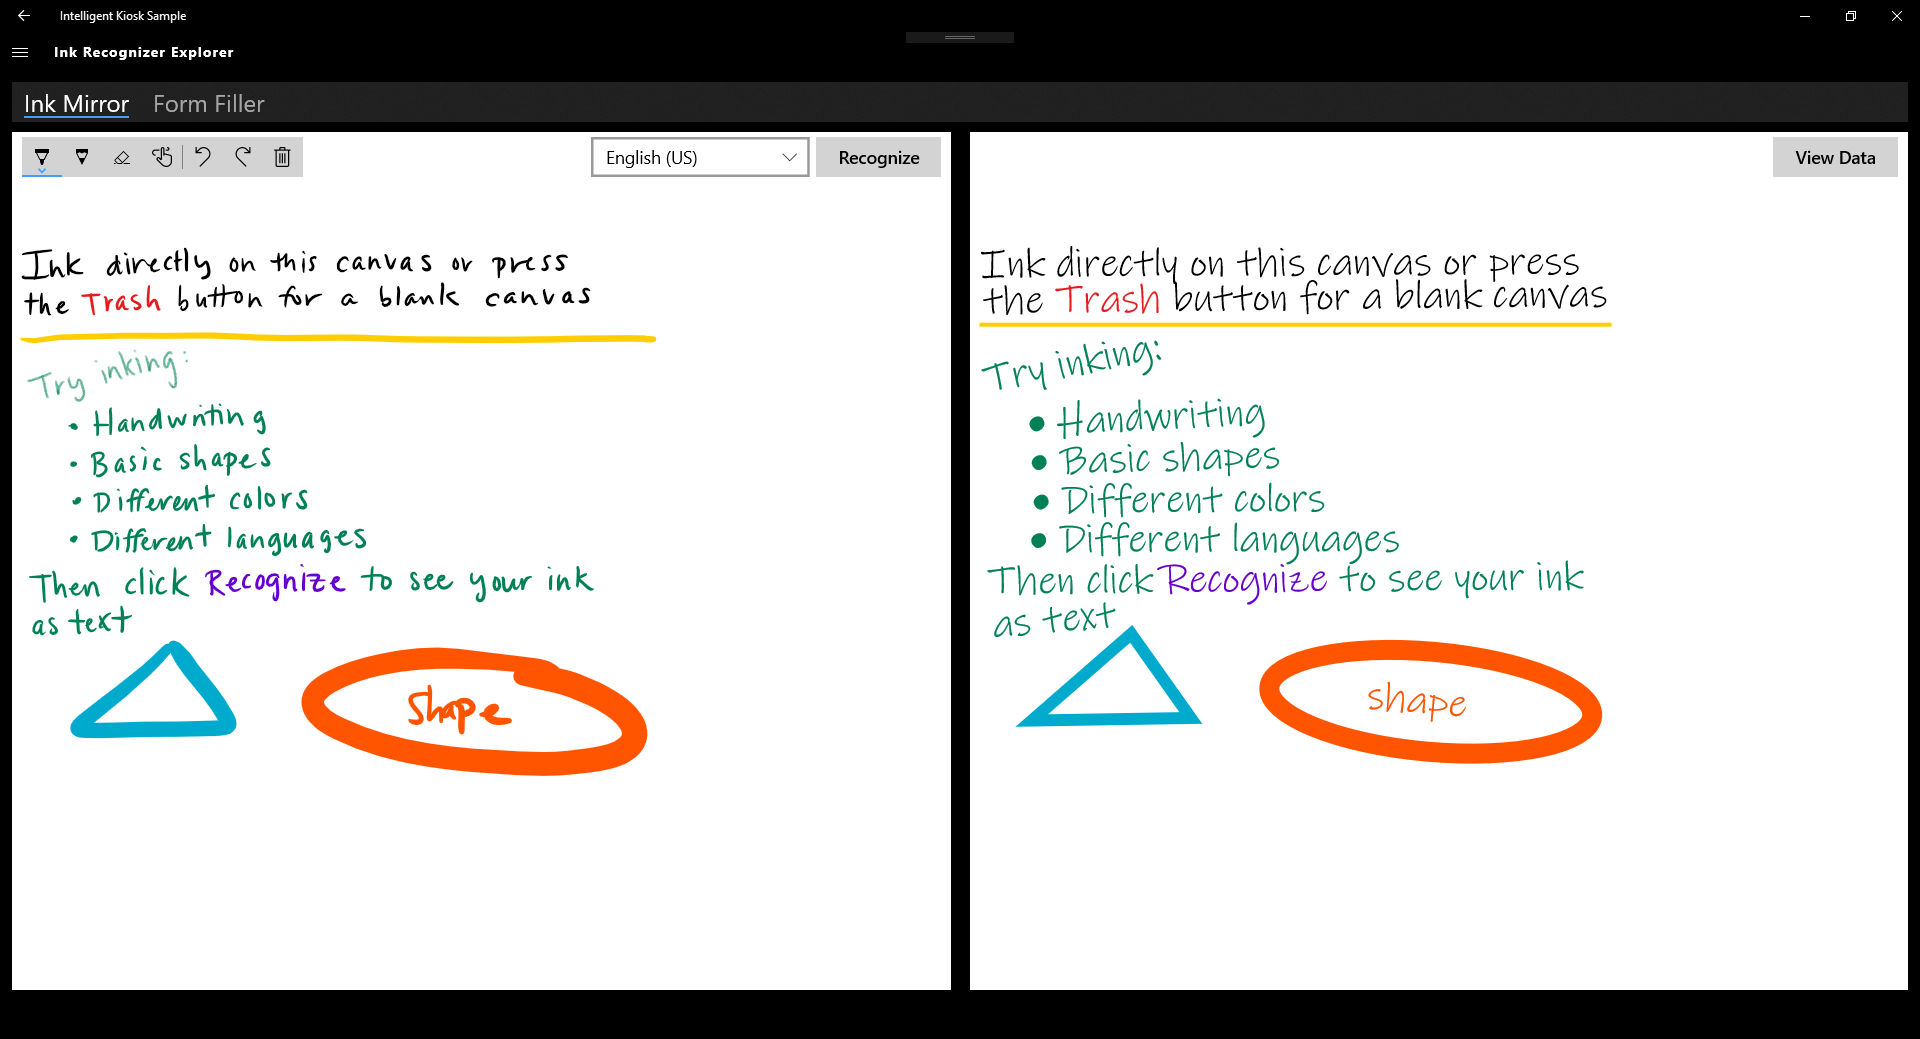 Intelligent Kiosk Sample
Ink Recognizer Explorer
Ink Mirror Form Filler
English (US) Recognize
Ink directly on this canvas or press
the Trash button for a blank canvas
Try inking:
• Handwriting
• Basic shapes
• Different colors
• Different languages
Then click Recognize to see your ink
as text
shape
View Data
Ink directly on this canvas or press
the Trash button for a blank canvas
Try inking:
• Handwriting
• Basic shapes
• Different colors
• Different languages
Then click Recognize to see your ink
as text
shape